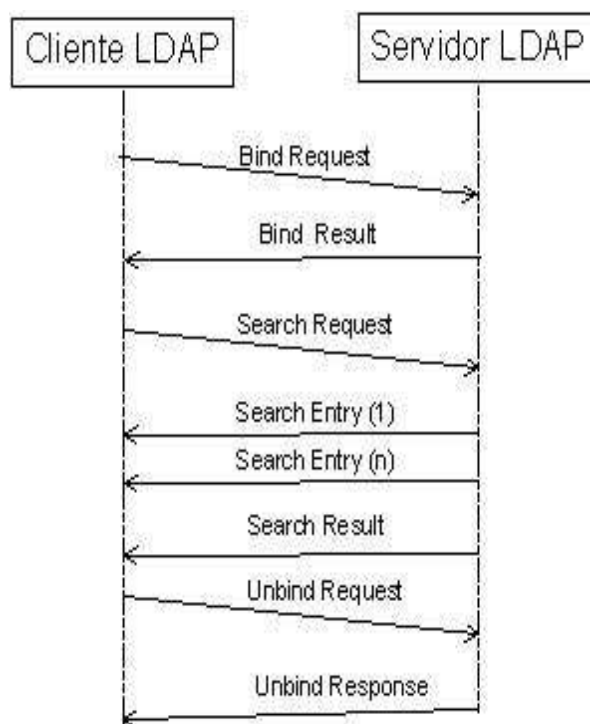 Cliente LDAP
Servidor LDAP
Bind Request
Bind Result
Search Request
Search Entry (1)
Search Entry (n)
Search Result
Unbind Request
Unbind Response